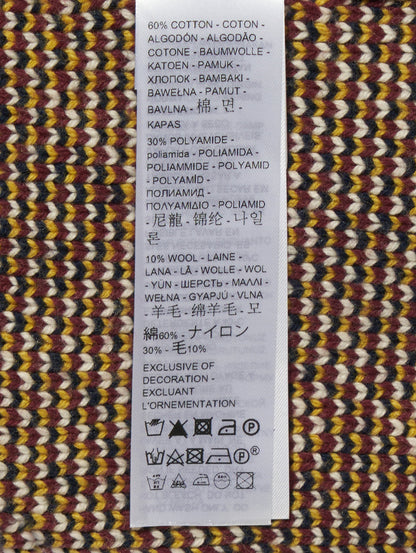 60% COTTON - COTON -
ALGODÓN - ALGODÃO -
COTONE - BAUMWOLLE -
KATOEN - PAMUK -
ХЛОПОК - BAMBAKI -
BAWEŁNA - PAMUT -
BAVLNA - 棉 - 면 -
KAPAS
30% POLYAMIDE -
poliamida - POLIAMIDA -
POLIAMMIDE - POLYAMID
- POLYAMİD -
ПОЛИАМИД -
ΠΟΛΥΑΜΙΔΙΟ - POLIAMID
- 尼龍 - 锦纶 - 나일
론
10% WOOL - LAINE -
LANA - LÃ - WOLLE - WOL
- YÜN - ШЕРСТЬ - ΜΑΛΛΙ -
WEŁNA - GYAPJÚ - VLNA
- 羊毛 - 绵羊毛 - 모
綿60% - ナイロン
30% - 毛10%
EXCLUSIVE OF
DECORATION -
EXCLUANT
L'ORNEMENTATION